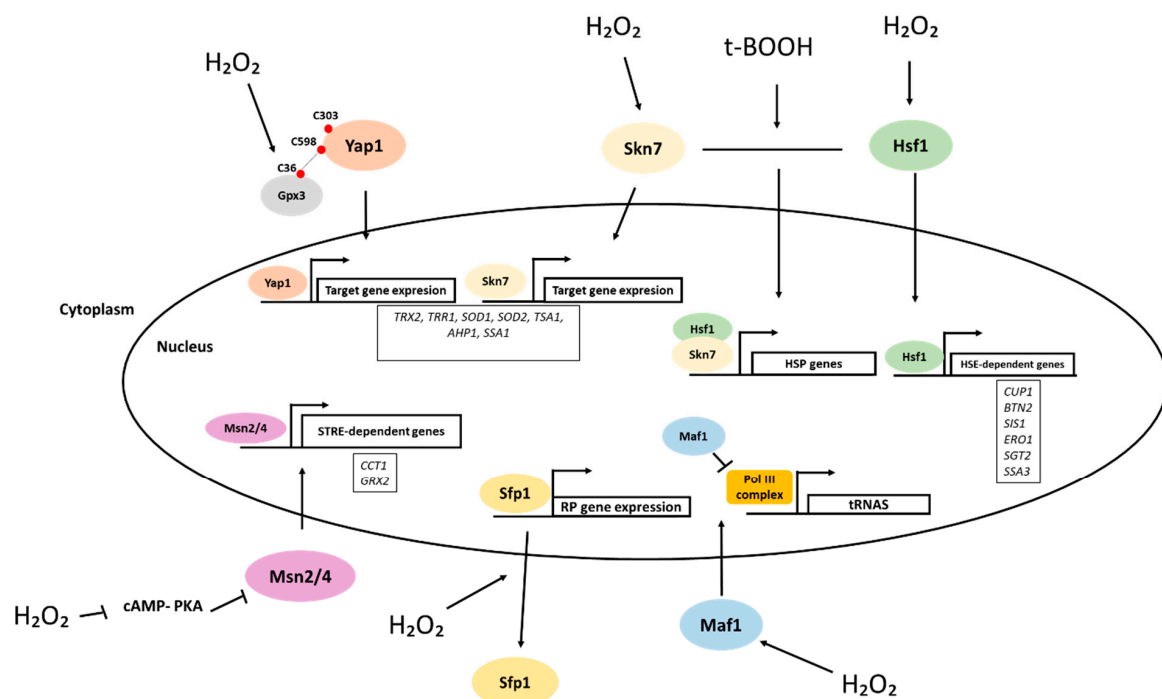 H₂O₂
H₂O₂
t-BOOH
H₂O₂
C303
C598
Yap1
C36
Gpx3
Skn7
Hsf1
Cytoplasm
Nucleus
Yap1
Target gene expresion
Skn7
Target gene expresion
TRX2, TRR1, SOD1, SOD2, TSA1,
AHP1, SSA1
Hsf1
Skn7
HSP genes
Hsf1
HSE-dependent genes
CUP1
BTN2
SIS1
ERO1
SGT2
SSA3
Msn2/4
STRE-dependent genes
CCT1
GRX2
Maf1
Pol III
complex
tRNAS
Sfp1
RP gene expression
Msn2/4
H₂O₂
cAMP- PKA
H₂O₂
Maf1
Sfp1
H₂O₂